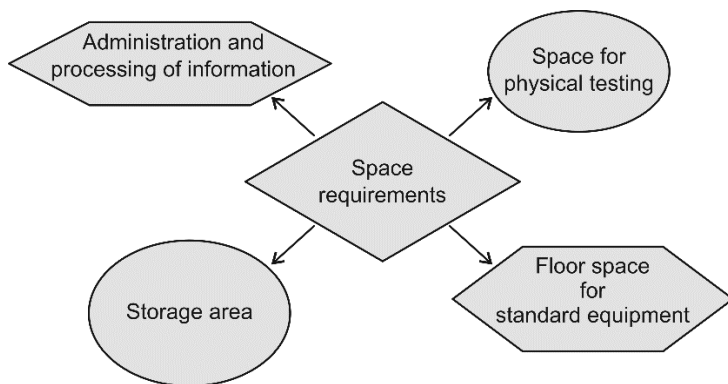 Administration and
processing of information
Space for
physical testing
Space
requirements
Storage area
Floor space
for
standard equipment